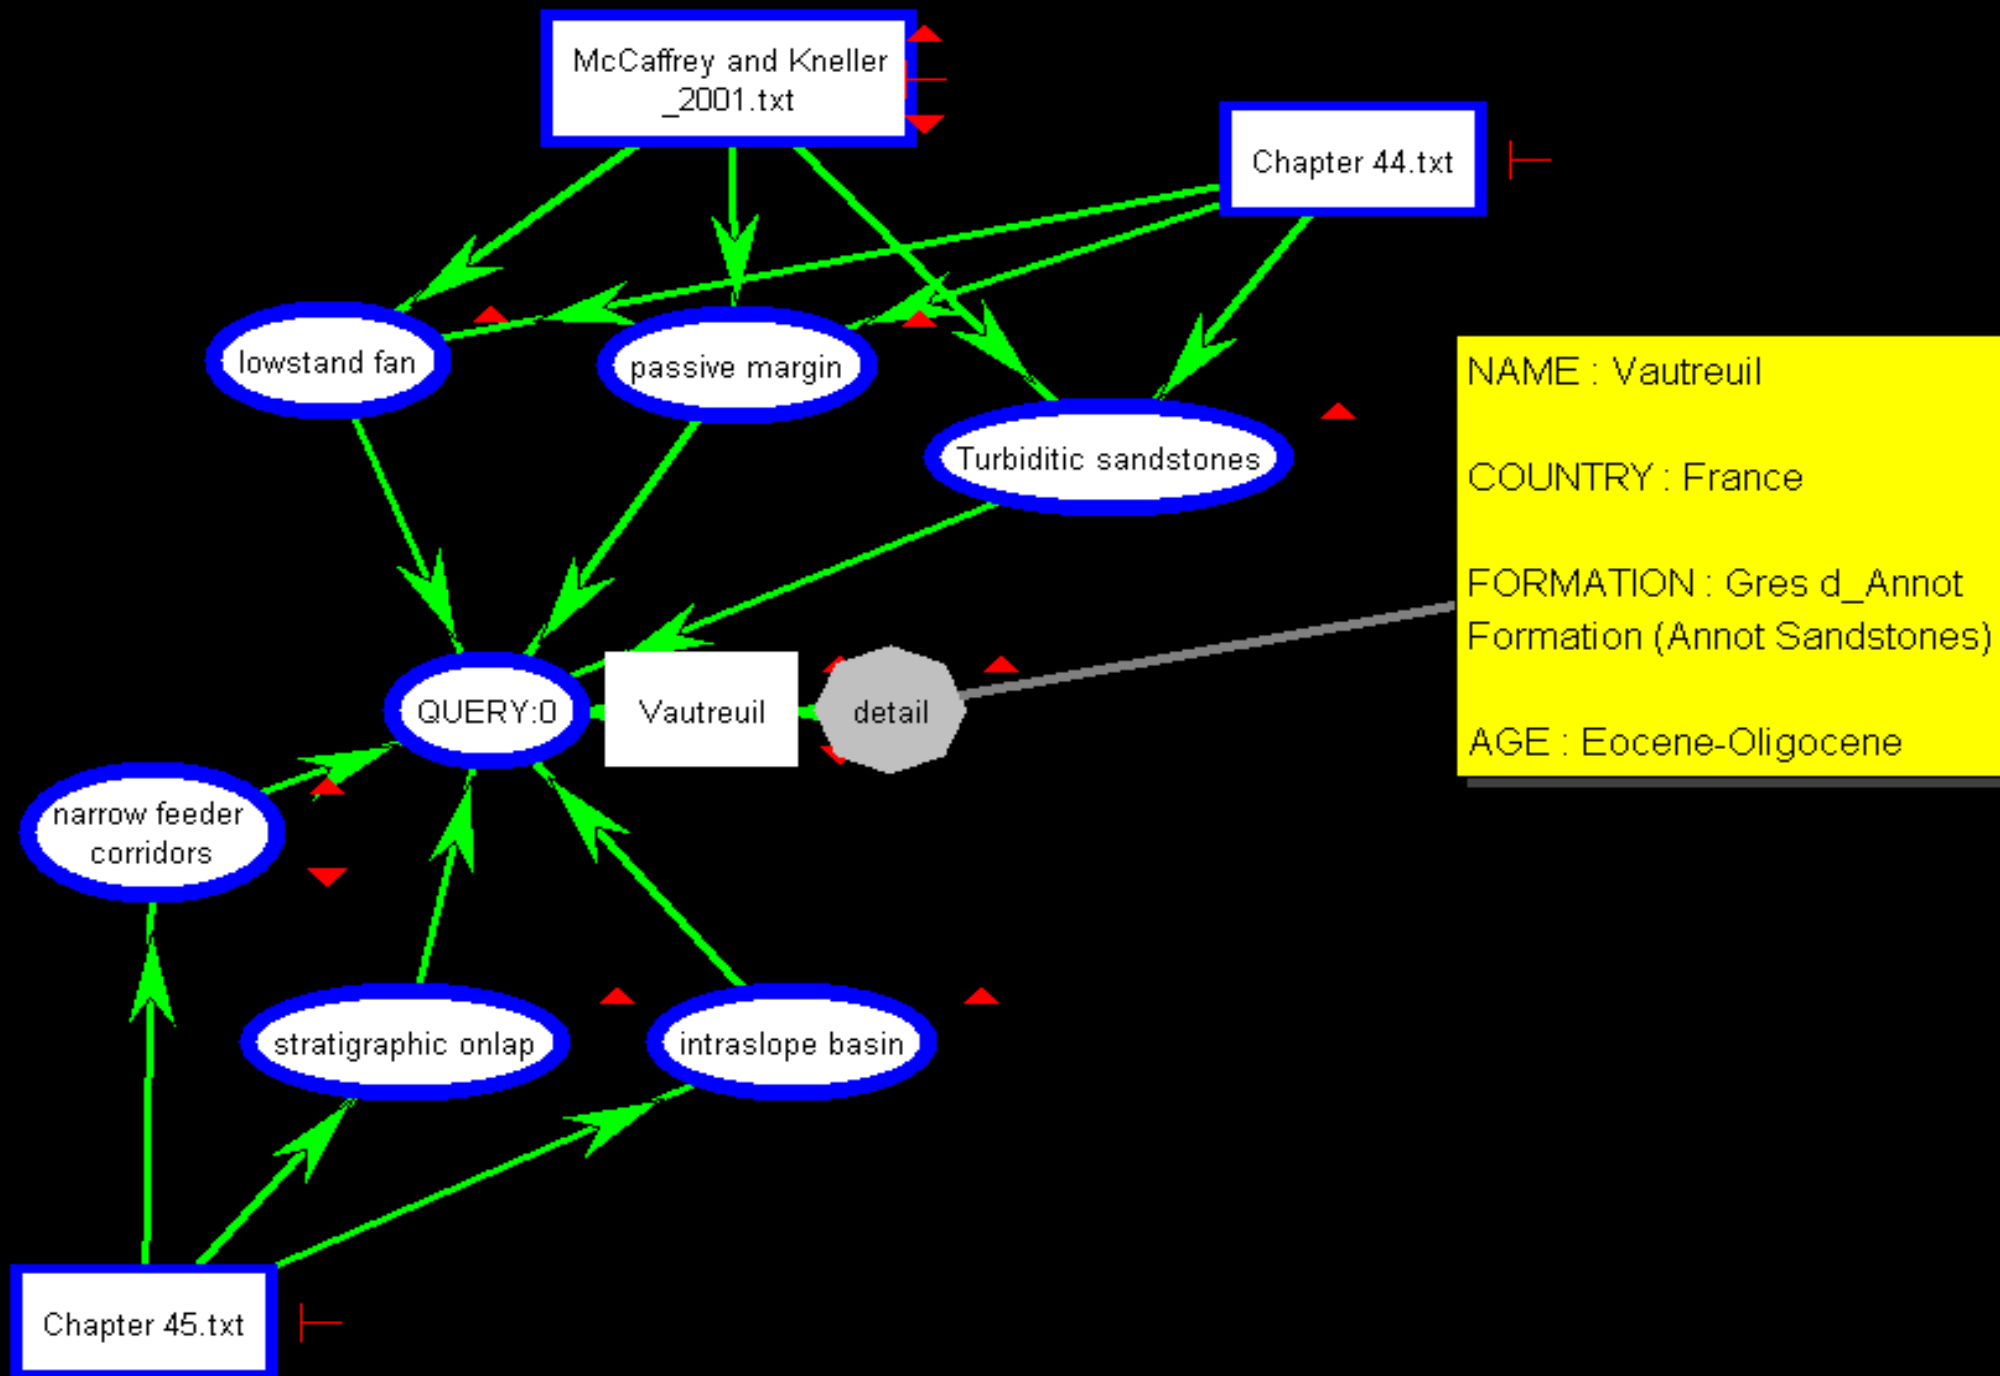 McCaffrey and Kneller
_2001.txt
Chapter 44.txt
lowstand fan
passive margin
Turbiditic sandstones
NAME : Vautreuil
COUNTRY : France
FORMATION : Gres d_Annot
Formation (Annot Sandstones)
AGE : Eocene-Oligocene
QUERY:0
Vautreuil
detail
narrow feeder
corridors
stratigraphic onlap
intraslope basin
Chapter 45.txt